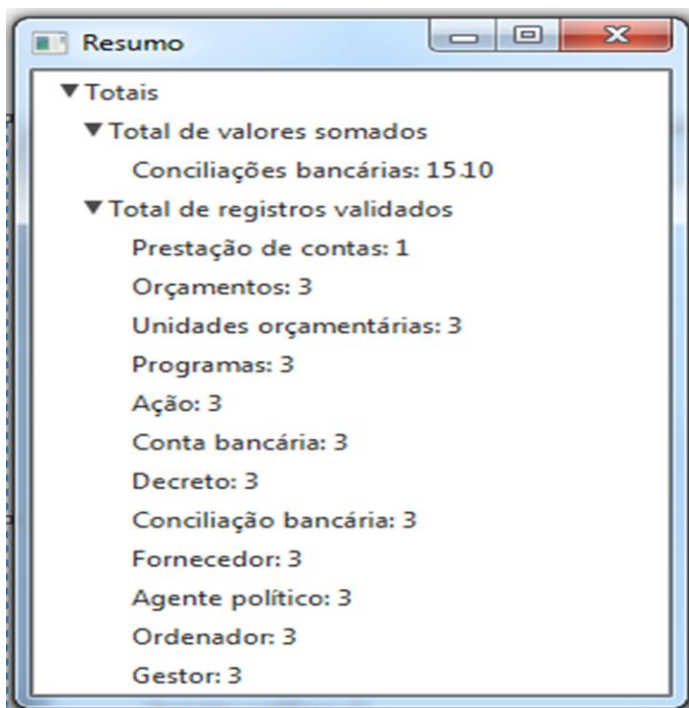 Resumo
Totais
Total de valores somados
Conciliações bancárias: 15.10
Total de registros validados
Prestação de contas: 1
Orçamentos: 3
Unidades orçamentárias: 3
Programas: 3
Ação: 3
Conta bancária: 3
Decreto: 3
Conciliação bancária: 3
Fornecedor: 3
Agente político: 3
Ordenador: 3
Gestor: 3